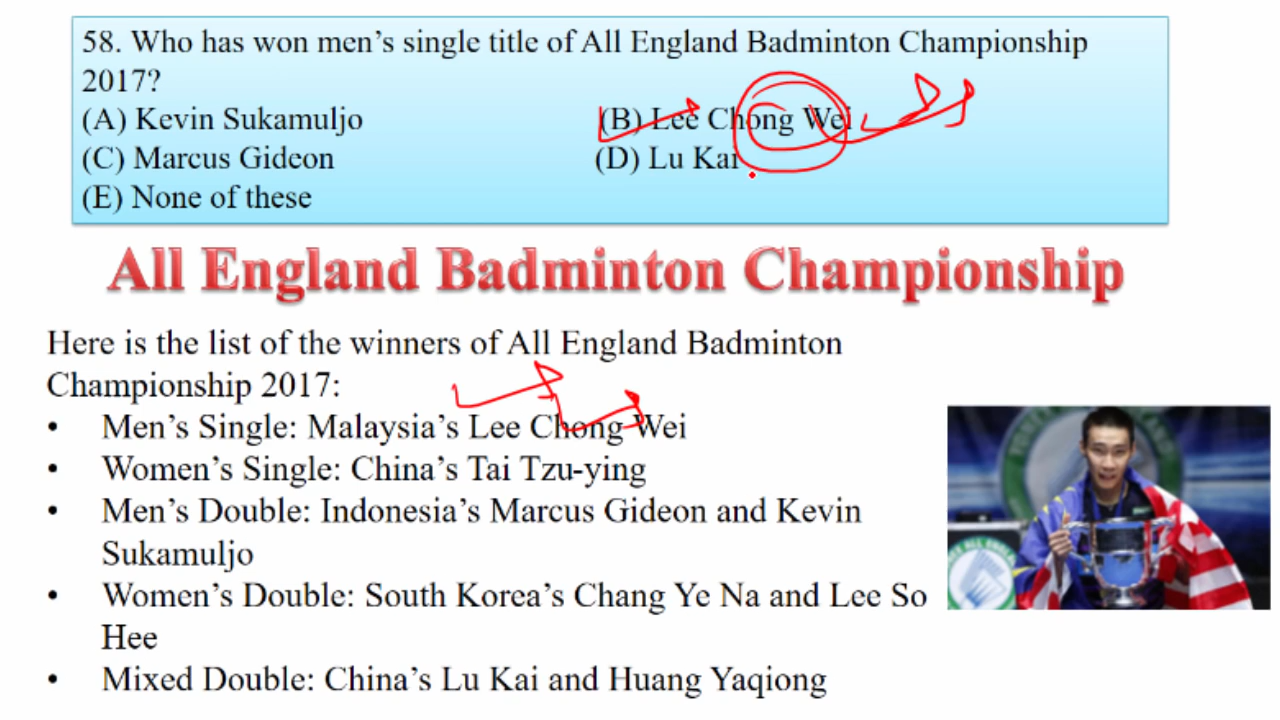 58. Who has won men’s single title of All England Badminton Championship
2017?
(A) Kevin Sukamuljo (B) Lee Chong Wei
(C) Marcus Gideon (D) Lu Kai
(E) None of these
All England Badminton Championship
Here is the list of the winners of All England Badminton
Championship 2017:
• Men’s Single: Malaysia’s Lee Chong Wei
• Women’s Single: China’s Tai Tzu-ying
• Men’s Double: Indonesia’s Marcus Gideon and Kevin
Sukamuljo
• Women’s Double: South Korea’s Chang Ye Na and Lee So
Hee
• Mixed Double: China’s Lu Kai and Huang Yaqiong